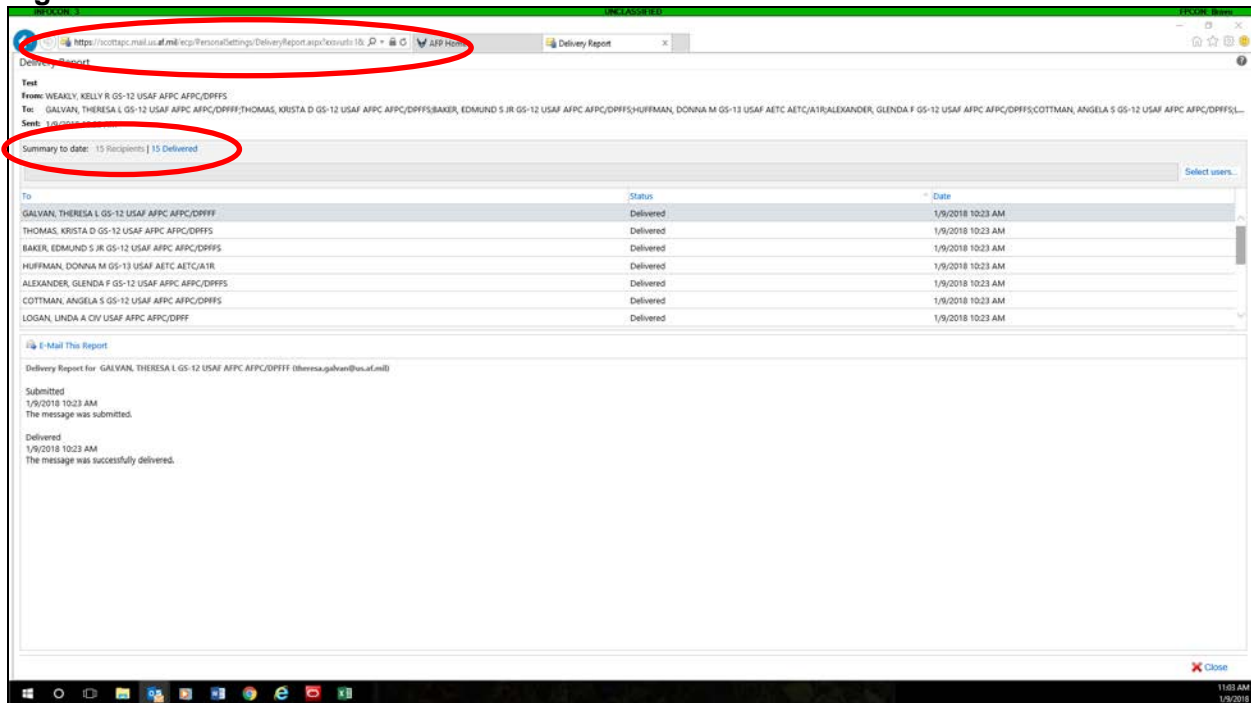 INFOCON: 3 UNCLASSIFIED FPCON: Bravo
https://scottapc.mail.us.af.mil/ecp/PersonalSettings/DeliveryReport.aspx?exsvurl=1& AFP Home Delivery Report
Delivery Report
Test
From: WEAKLY, KELLY R GS-12 USAF AFPC AFPC/DPFFS
To: GALVAN, THERESA L GS-12 USAF AFPC AFPC/DPFFF;THOMAS, KRISTA D GS-12 USAF AFPC AFPC/DPFFS;BAKER, EDMUND S JR GS-12 USAF AFPC AFPC/DPFFS;HUFFMAN, DONNA M GS-13 USAF AETC AETC/A1R;ALEXANDER, GLENDA F GS-12 USAF AFPC AFPC/DPFFS;COTTMAN, ANGELA S GS-12 USAF AFPC AFPC/DPFFS;L...
Sent: 1/9/2018
Summary to date: 15 Recipients | 15 Delivered
Select users...
To Status Date
GALVAN, THERESA L GS-12 USAF AFPC AFPC/DPFFF Delivered 1/9/2018 10:23 AM
THOMAS, KRISTA D GS-12 USAF AFPC AFPC/DPFFS Delivered 1/9/2018 10:23 AM
BAKER, EDMUND S JR GS-12 USAF AFPC AFPC/DPFFS Delivered 1/9/2018 10:23 AM
HUFFMAN, DONNA M GS-13 USAF AETC AETC/A1R Delivered 1/9/2018 10:23 AM
ALEXANDER, GLENDA F GS-12 USAF AFPC AFPC/DPFFS Delivered 1/9/2018 10:23 AM
COTTMAN, ANGELA S GS-12 USAF AFPC AFPC/DPFFS Delivered 1/9/2018 10:23 AM
LOGAN, LINDA A CIV USAF AFPC AFPC/DPFF Delivered 1/9/2018 10:23 AM
E-Mail This Report
Delivery Report for GALVAN, THERESA L GS-12 USAF AFPC AFPC/DPFFF (theresa.galvan@us.af.mil)
Submitted
1/9/2018 10:23 AM
The message was submitted.
Delivered
1/9/2018 10:23 AM
The message was successfully delivered.
Close
11:03 AM
1/9/2018